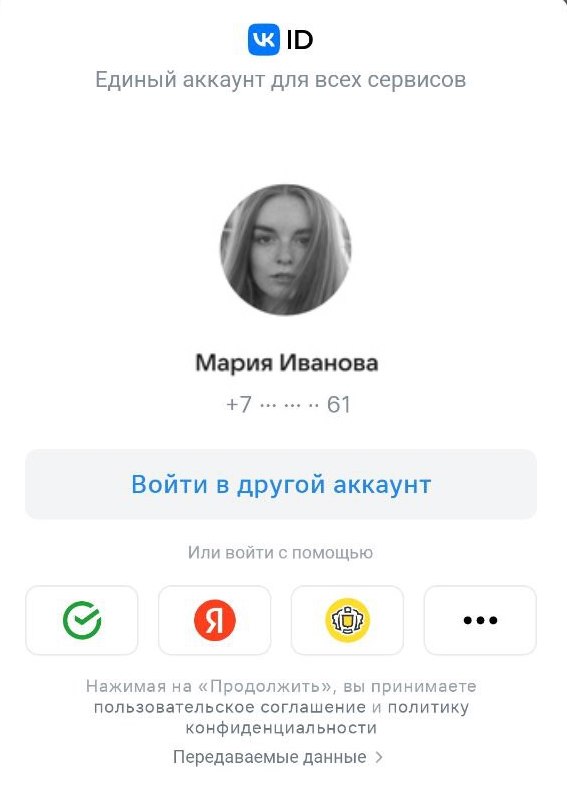 VK ID
Единый аккаунт для всех сервисов
Мария Иванова
+7 ··· ··· ·· 61
Войти в другой аккаунт
Или войти с помощью
Я
Нажимая на «Продолжить», вы принимаете
пользовательское соглашение и политику
конфиденциальности
Передаваемые данные >